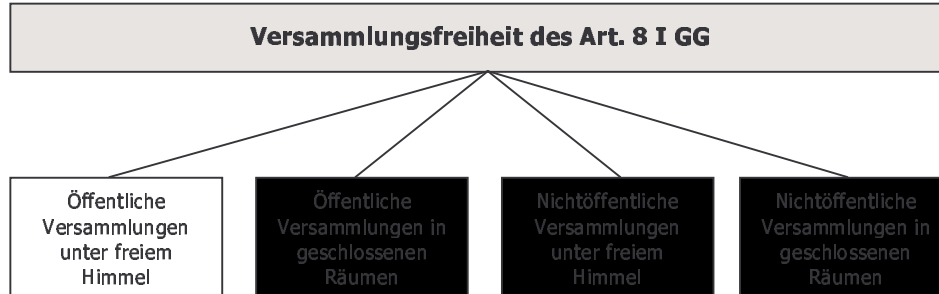 Versammlungsfreiheit des Art. 8 I GG
Öffentliche
Versammlungen
unter freiem
Himmel
Öffentliche
Versammlungen in
geschlossenen
Räumen
Nichtöffentliche
Versammlungen
unter freiem
Himmel
Nichtöffentliche
Versammlungen in
geschlossenen
Räumen